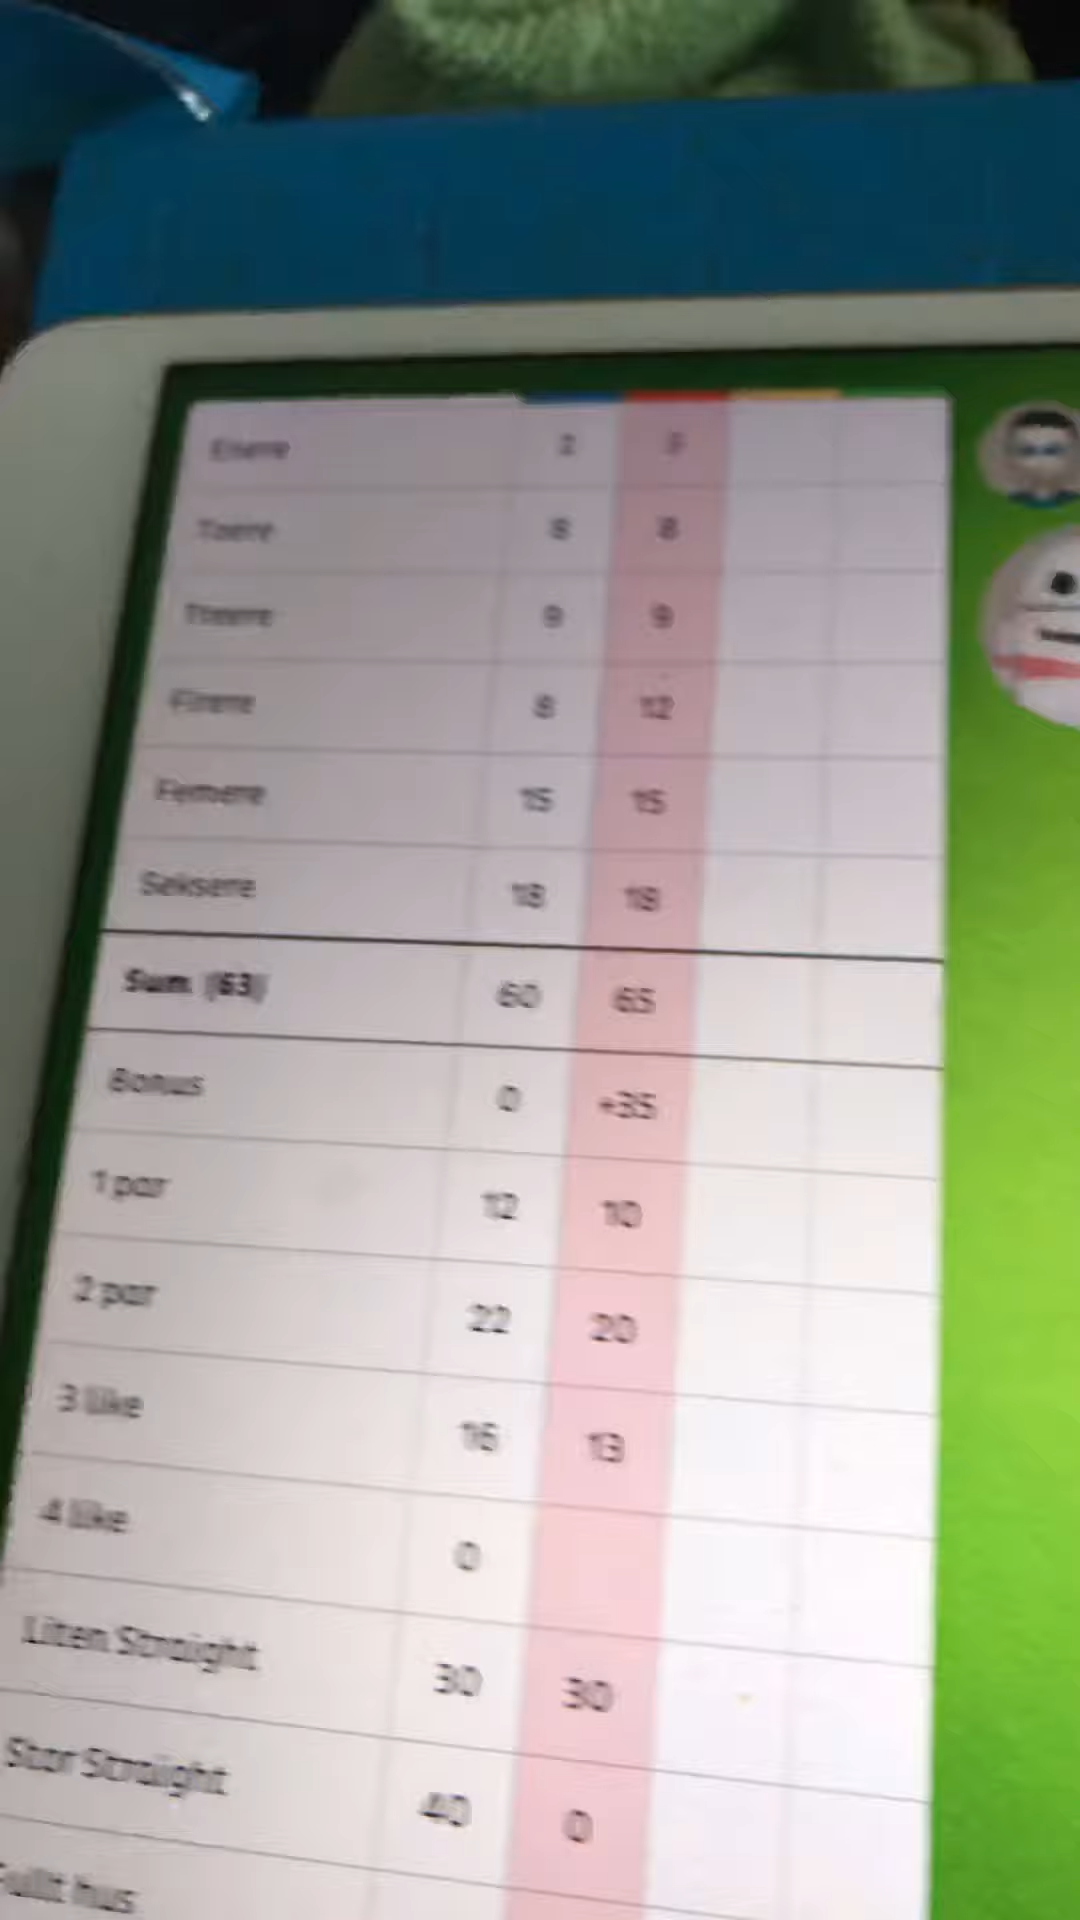 Enere 2 3
Toere 8 8
Treere 9 9
Firere 8 12
Femere 15 15
Seksere 18 18
Sum (63) 60 65
Bonus 0 +35
1 par 12 10
2 par 22 20
3 like 16 13
4 like 0
Liten Straight 30 30
Stor Straight 40 0
Fullt hus